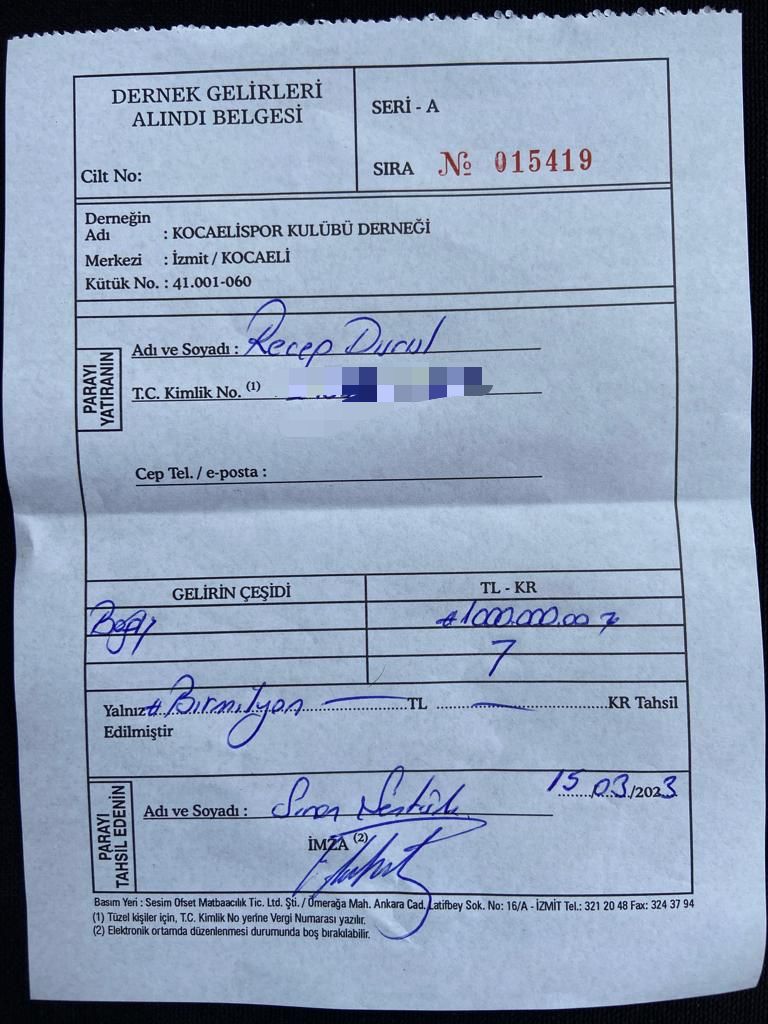 DERNEK GELİRLERİ
ALINDI BELGESİ
SERİ - A
Cilt No:
SIRA № 015419
Derneğin
Adı : KOCAELİSPOR KULÜBÜ DERNEĞİ
Merkezi : İzmit / KOCAELİ
Kütük No. : 41.001-060
PARAYI
YATIRANIN
Adı ve Soyadı : Recep Durul
T.C. Kimlik No. (1)
Cep Tel. / e-posta :
GELİRİN ÇEŞİDİ
TL - KR
#1000.000.00
Yalnız # Birmilyon TL KR Tahsil
Edilmiştir
PARAYI
TAHSİL EDENİN
15/03/2023
Adı ve Soyadı :
İMZA (2)
Basım Yeri : Sesim Ofset Matbaacılık Tic. Ltd. Şti. / Ömerağa Mah. Ankara Cad. Latifbey Sok. No: 16/A - İZMİT Tel.: 321 20 48 Fax: 324 37 94
(1) Tüzel kişiler için, T.C. Kimlik No yerine Vergi Numarası yazılır.
(2) Elektronik ortamda düzenlenmesi durumunda boş bırakılabilir.